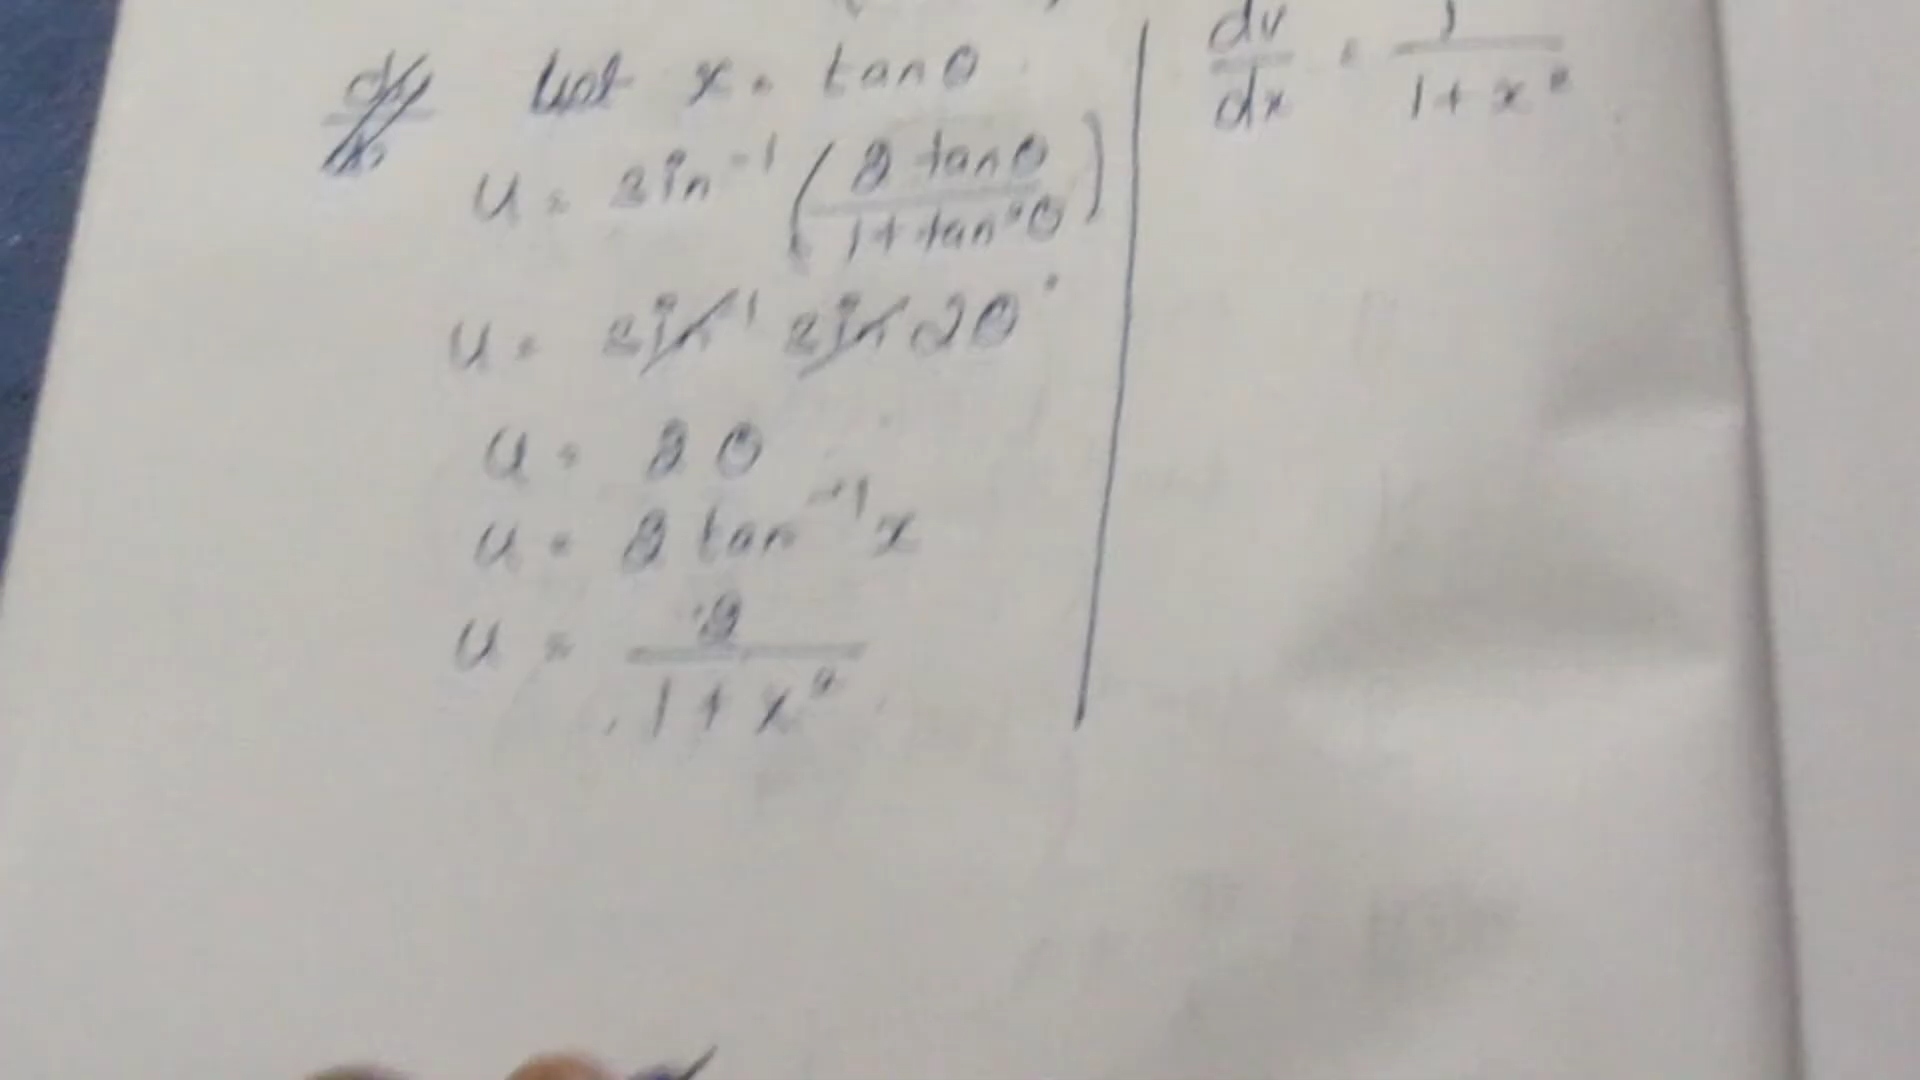 Let x = tanθ
u = sin⁻¹ (2 tanθ / 1 + tan²θ)
u = sin⁻¹ sin 2θ
u = 2θ
u = 2 tan⁻¹ x
u = 2 / 1 + x²
dv/dx = 1 / 1 + x²